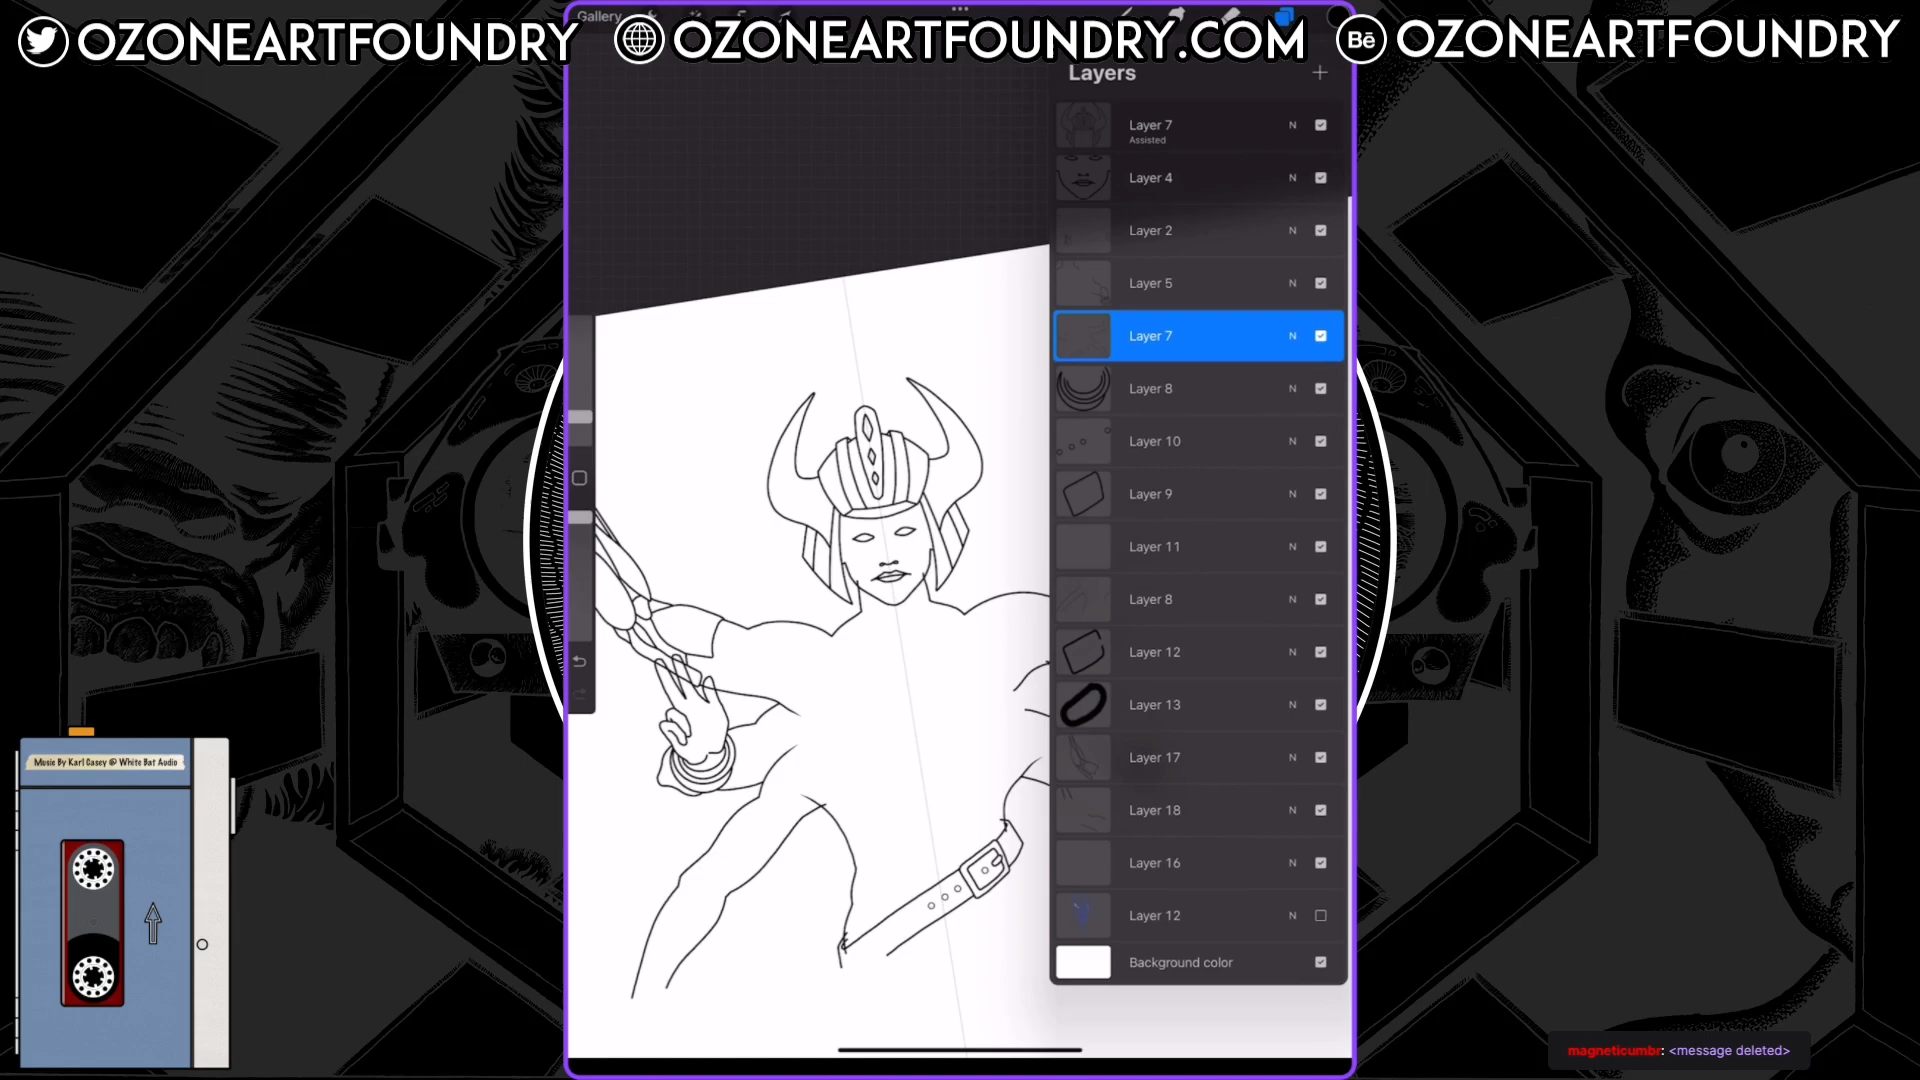 OZONEARTFOUNDRY
OZONEARTFOUNDRY.COM
Bē OZONEARTFOUNDRY
Gallery
Layers
Layer 7 N
Assisted
Layer 4 N
Layer 2 N
Layer 5 N
Layer 7 N
Layer 8 N
Layer 10 N
Layer 9 N
Layer 11 N
Layer 8 N
Layer 12 N
Layer 13 N
Layer 17 N
Layer 18 N
Layer 16 N
Layer 12 N
Background color
Music By Karl Casey @ White Bat Audio
magneticumbr: <message deleted>